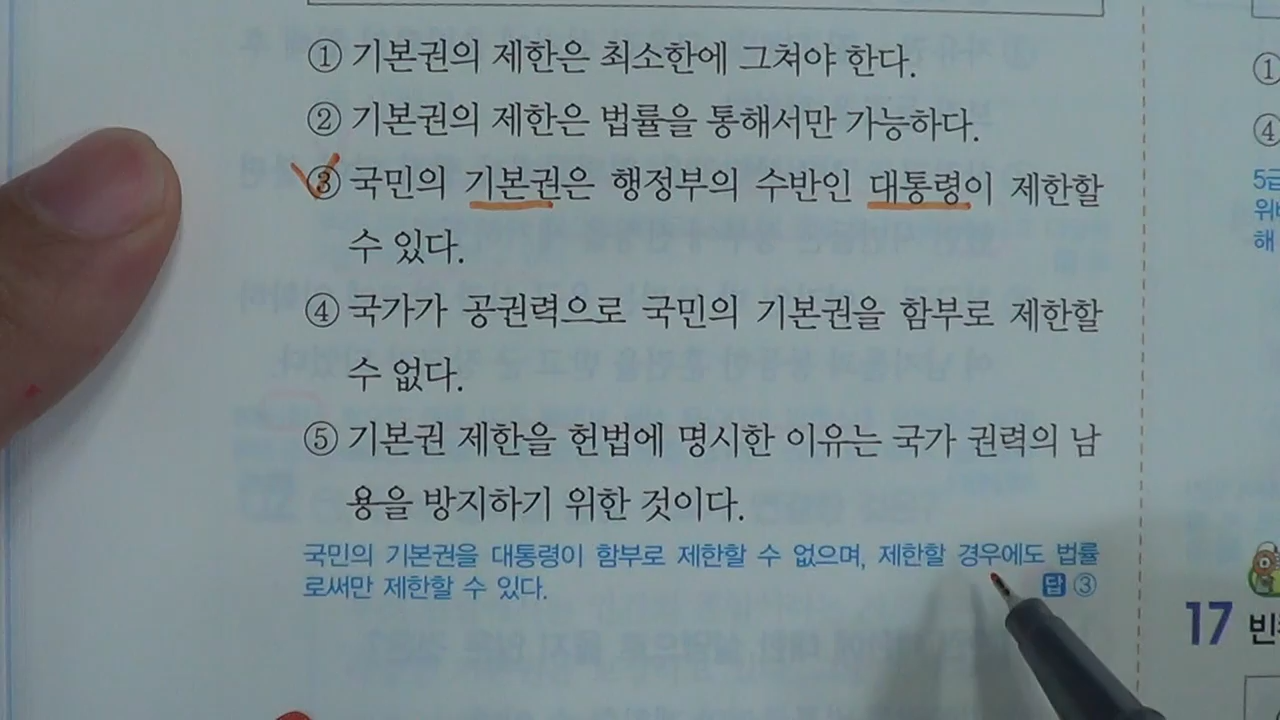 ① 기본권의 제한은 최소한에 그쳐야 한다.
② 기본권의 제한은 법률을 통해서만 가능하다.
③ 국민의 기본권은 행정부의 수반인 대통령이 제한할
수 있다.
④ 국가가 공권력으로 국민의 기본권을 함부로 제한할
수 없다.
⑤ 기본권 제한을 헌법에 명시한 이유는 국가 권력의 남
용을 방지하기 위한 것이다.
국민의 기본권을 대통령이 함부로 제한할 수 없으며, 제한할 경우에도 법률
로써만 제한할 수 있다.
답 ③
①
④
5급
해
17